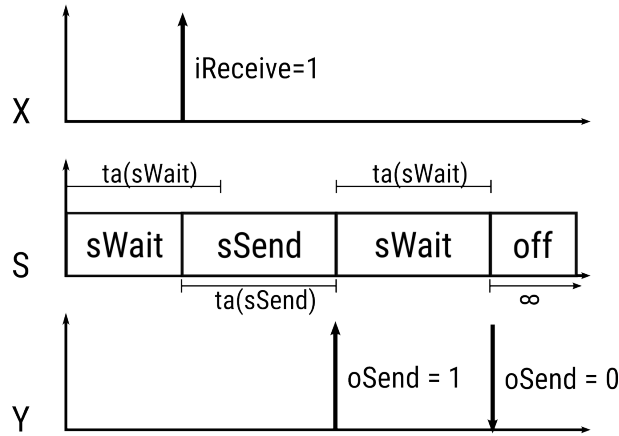 iReceive=1
X
ta(sWait) ta(sWait)
sWait sSend sWait off
S
ta(sSend) ∞
oSend = 1 oSend = 0
Y